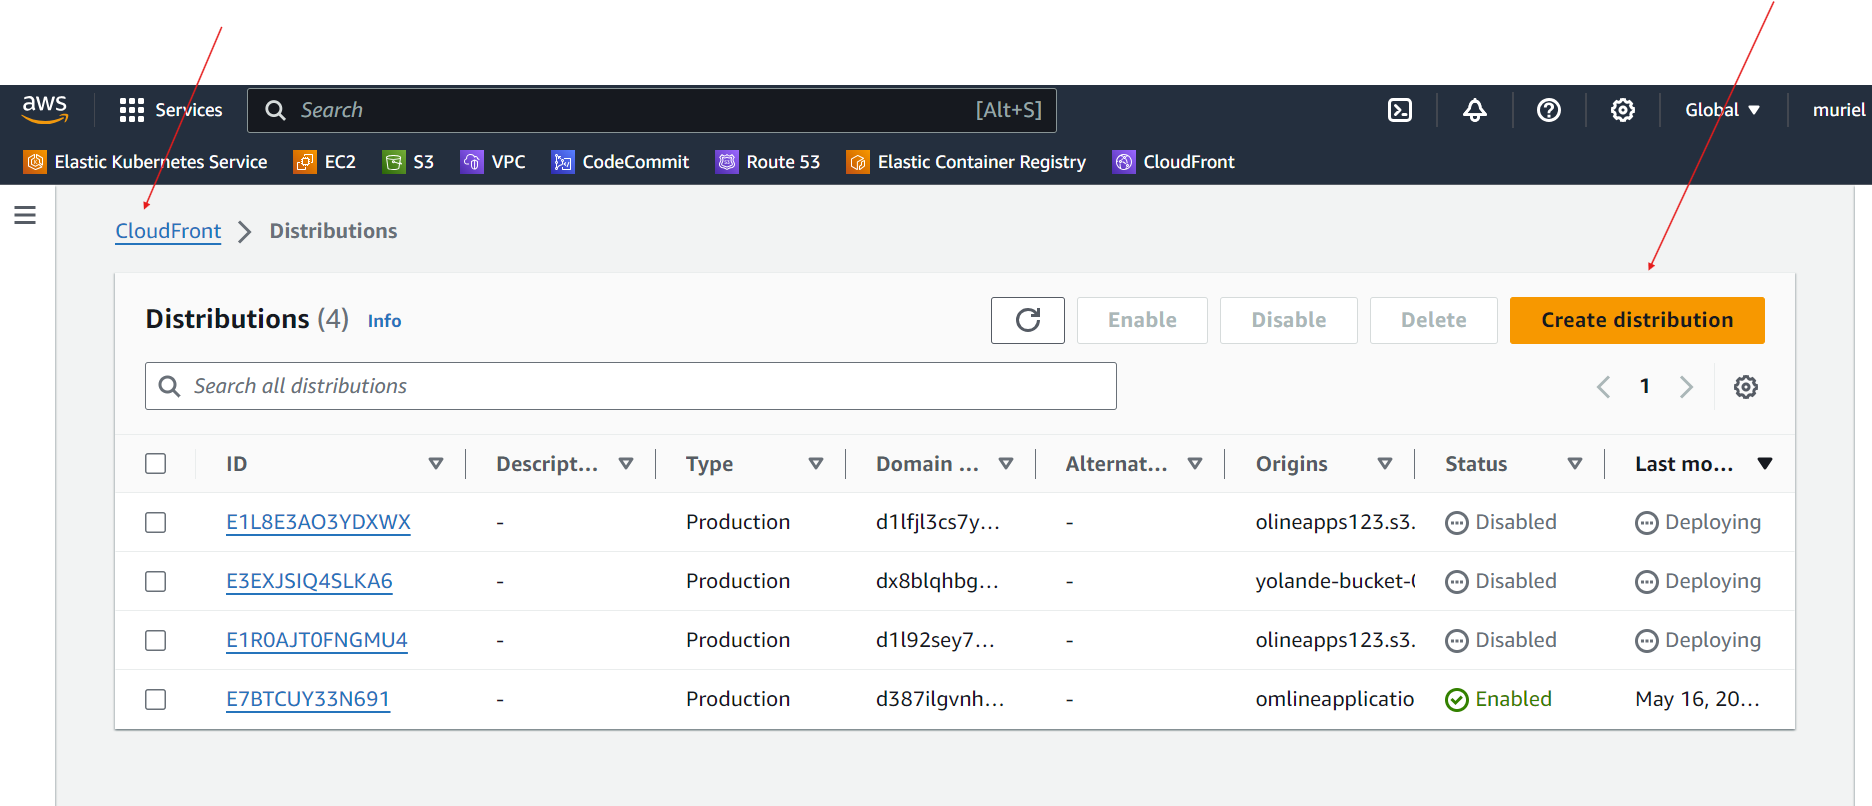 aws Services Search [Alt+S] Global muriel
Elastic Kubernetes Service EC2 S3 VPC CodeCommit Route 53 Elastic Container Registry CloudFront
CloudFront > Distributions
Distributions (4) Info Enable Disable Delete Create distribution
Search all distributions 1
ID Descript... Type Domain ... Alternat... Origins Status Last mo...
E1L8E3AO3YDXWX - Production d1lfjl3cs7y... - olineapps123.s3. Disabled Deploying
E3EXJSIQ4SLKA6 - Production dx8blqhbg... - yolande-bucket- Disabled Deploying
E1R0AJT0FNGMU4 - Production d1l92sey7... - olineapps123.s3. Disabled Deploying
E7BTCUY33N691 - Production d387ilgvnh... - omlineapplicatio Enabled May 16, 20...